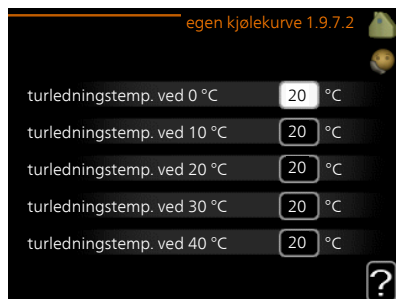 egen kjølekurve 1.9.7.2
turledningstemp. ved 0 °C 20 °C
turledningstemp. ved 10 °C 20 °C
turledningstemp. ved 20 °C 20 °C
turledningstemp. ved 30 °C 20 °C
turledningstemp. ved 40 °C 20 °C
?